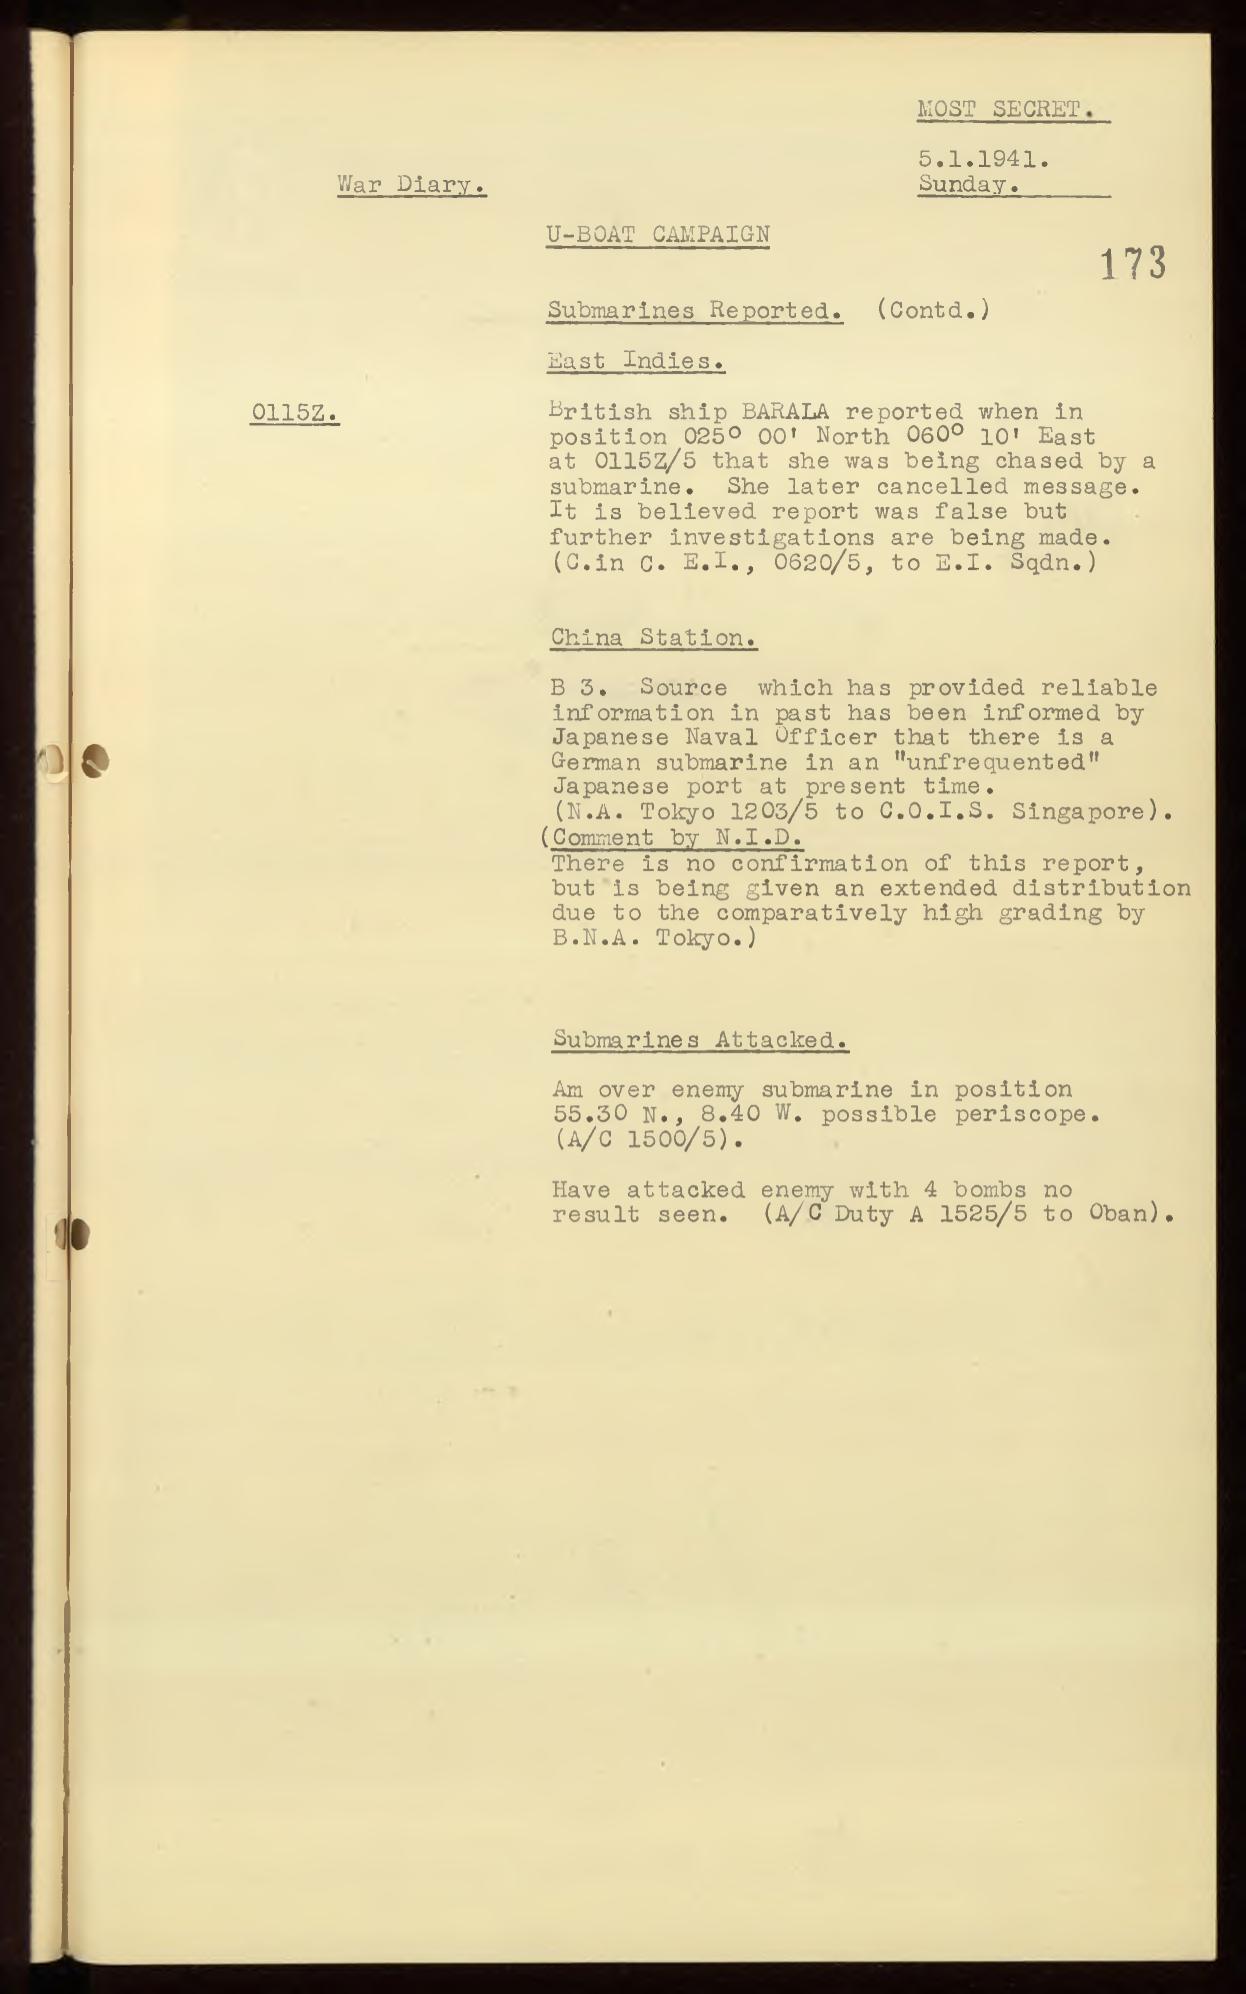 MOST SECRET.
5.1.1941.
War Diary.
Sunday.
U-BOAT CAMPAIGN
173
Submarines Reported. (Contd.)
East Indies.
0115Z.
British ship BARALA reported when in
position 025º 00' North 060º 10' East
at 0115Z/5 that she was being chased by a
submarine. She later cancelled message.
It is believed report was false but
further investigations are being made.
(C.in C. E.I., 0620/5, to E.I. Sqdn.)
China Station.
B 3. Source which has provided reliable
information in past has been informed by
Japanese Naval Officer that there is a
German submarine in an "unfrequented"
Japanese port at present time.
(N.A. Tokyo 1203/5 to C.O.I.S. Singapore).
(Comment by N.I.D.
There is no confirmation of this report,
but is being given an extended distribution
due to the comparatively high grading by
B.N.A. Tokyo.)
Submarines Attacked.
Am over enemy submarine in position
55.30 N., 8.40 W. possible periscope.
(A/C 1500/5).
Have attacked enemy with 4 bombs no
result seen. (A/C Duty A 1525/5 to Oban).